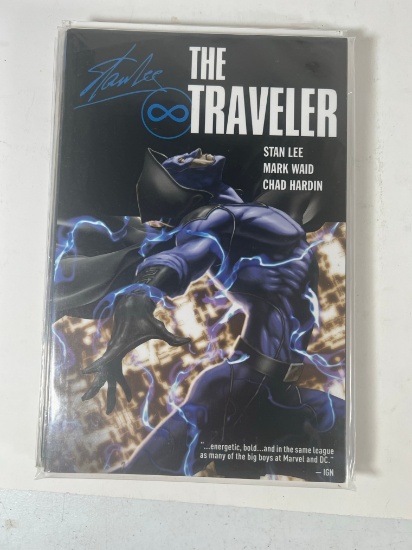 Stan Lee
THE
TRAVELER
STAN LEE
MARK WAID
CHAD HARDIN
"...energetic, bold...and in the same league
as many of the big boys at Marvel and DC."
— IGN